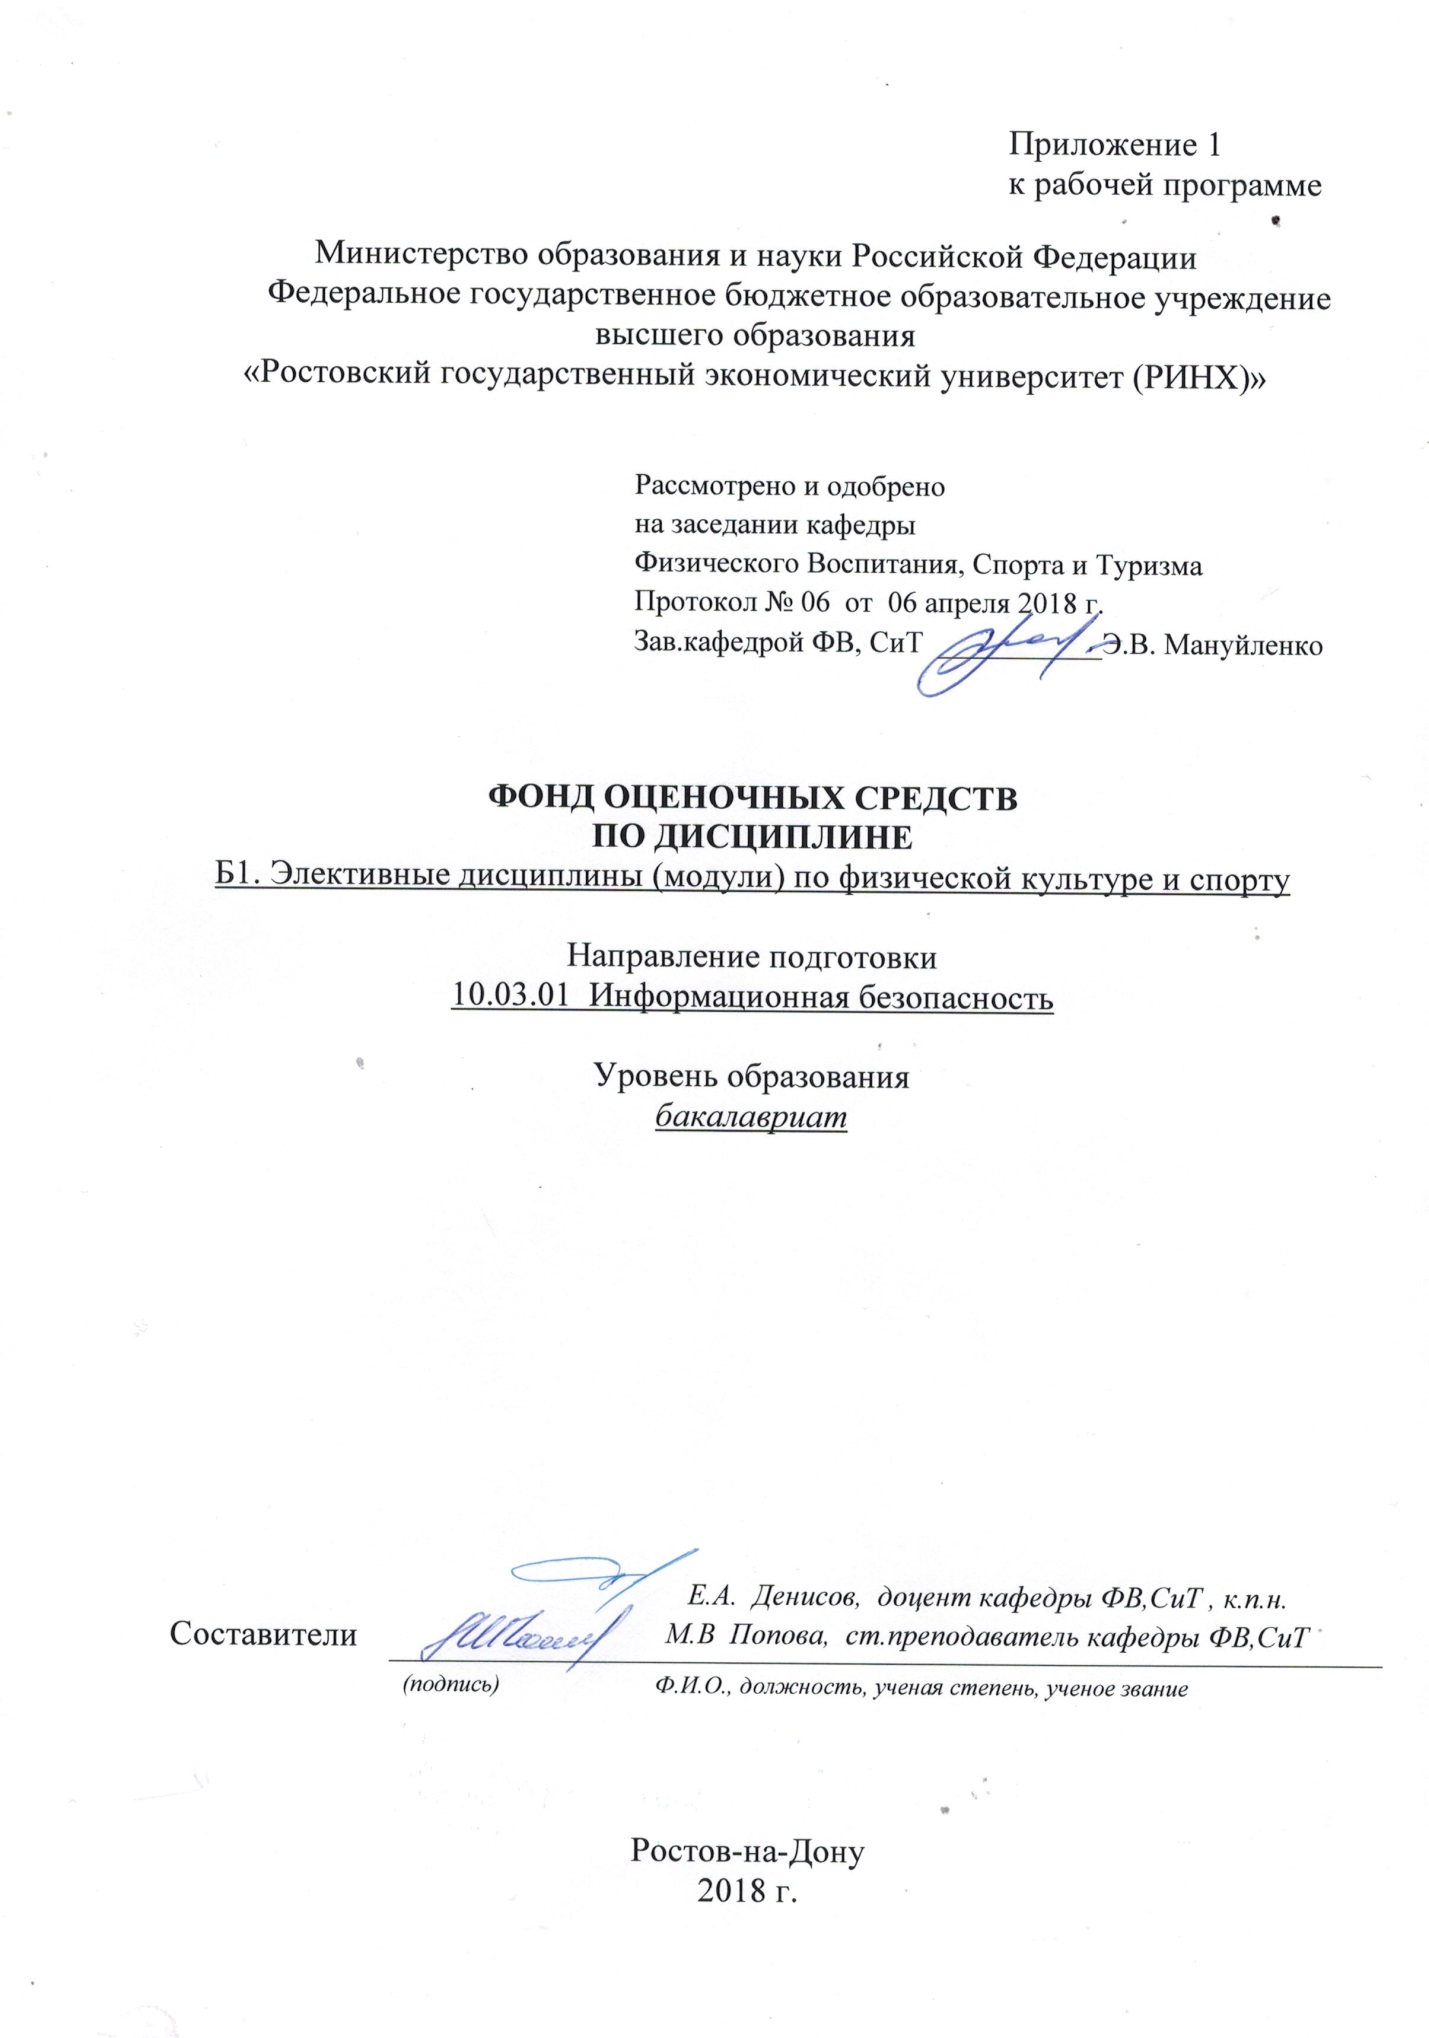 Приложение 1
к рабочей программе
Министерство образования и науки Российской Федерации
Федеральное государственное бюджетное образовательное учреждение
высшего образования
«Ростовский государственный экономический университет (РИНХ)»
Рассмотрено и одобрено
на заседании кафедры
Физического Воспитания, Спорта и Туризма
Протокол № 06 от 06 апреля 2018 г.
Зав.кафедрой ФВ, СиТ ____________Э.В. Мануйленко
ФОНД ОЦЕНОЧНЫХ СРЕДСТВ
ПО ДИСЦИПЛИНЕ
Б1. Элективные дисциплины (модули) по физической культуре и спорту
Направление подготовки
10.03.01 Информационная безопасность
Уровень образования
бакалавриат
Е.А. Денисов, доцент кафедры ФВ,СиТ , к.п.н.
Составители М.В Попова, ст.преподаватель кафедры ФВ,СиТ
(подпись) Ф.И.О., должность, ученая степень, ученое звание
Ростов-на-Дону
2018 г.